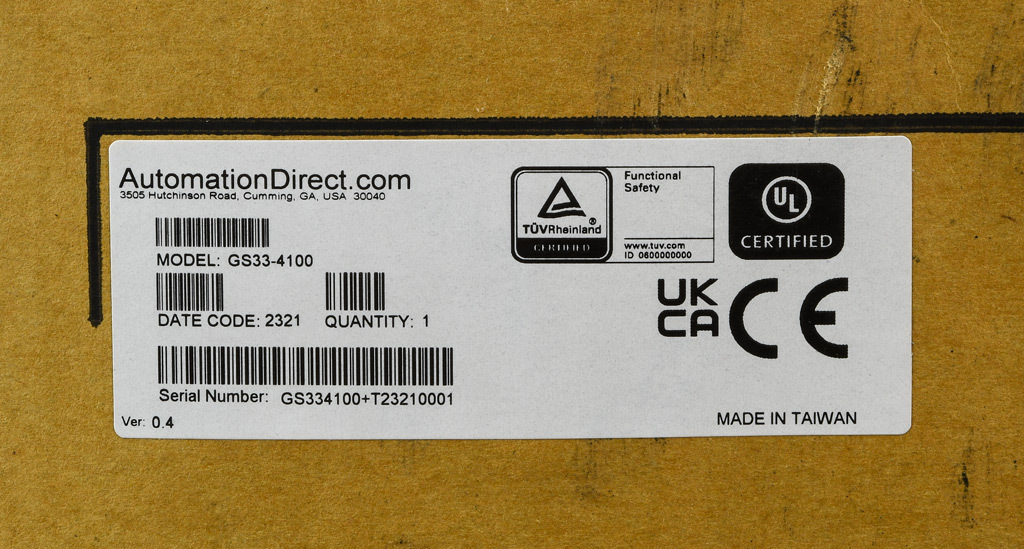 AutomationDirect.com
3505 Hutchinson Road, Cumming, GA, USA 30040
MODEL: GS33-4100
DATE CODE: 2321 QUANTITY: 1
Serial Number: GS334100+T23210001
Ver: 0.4
TÜVRheinland®
CERTIFIED
Functional
Safety
www.tuv.com
ID 0600000000
UL
CERTIFIED
UK
CA
CE
MADE IN TAIWAN